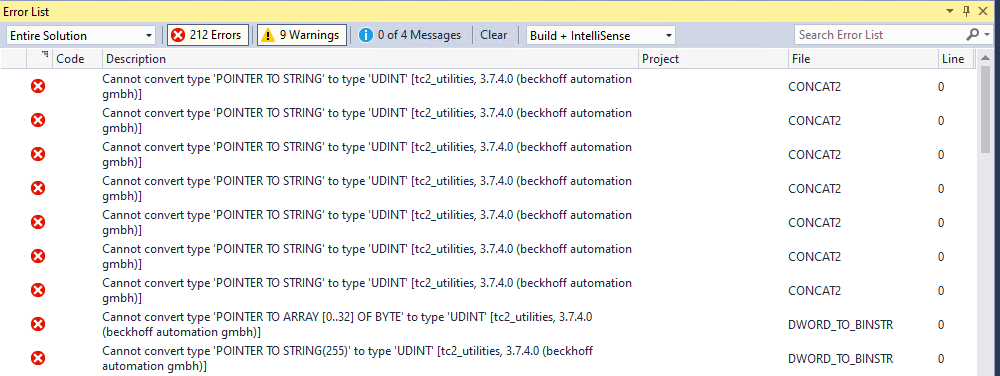 Error List
Entire Solution
212 Errors
9 Warnings
0 of 4 Messages
Clear
Build + IntelliSense
Search Error List
Code Description Project File Line
Cannot convert type 'POINTER TO STRING' to type 'UDINT' [tc2_utilities, 3.7.4.0 (beckhoff automation
gmbh)]
CONCAT2 0
Cannot convert type 'POINTER TO STRING' to type 'UDINT' [tc2_utilities, 3.7.4.0 (beckhoff automation
gmbh)]
CONCAT2 0
Cannot convert type 'POINTER TO STRING' to type 'UDINT' [tc2_utilities, 3.7.4.0 (beckhoff automation
gmbh)]
CONCAT2 0
Cannot convert type 'POINTER TO STRING' to type 'UDINT' [tc2_utilities, 3.7.4.0 (beckhoff automation
gmbh)]
CONCAT2 0
Cannot convert type 'POINTER TO STRING' to type 'UDINT' [tc2_utilities, 3.7.4.0 (beckhoff automation
gmbh)]
CONCAT2 0
Cannot convert type 'POINTER TO STRING' to type 'UDINT' [tc2_utilities, 3.7.4.0 (beckhoff automation
gmbh)]
CONCAT2 0
Cannot convert type 'POINTER TO STRING' to type 'UDINT' [tc2_utilities, 3.7.4.0 (beckhoff automation
gmbh)]
CONCAT2 0
Cannot convert type 'POINTER TO ARRAY [0..32] OF BYTE' to type 'UDINT' [tc2_utilities, 3.7.4.0
(beckhoff automation gmbh)]
DWORD_TO_BINSTR 0
Cannot convert type 'POINTER TO STRING(255)' to type 'UDINT' [tc2_utilities, 3.7.4.0 (beckhoff
automation gmbh)]
DWORD_TO_BINSTR 0